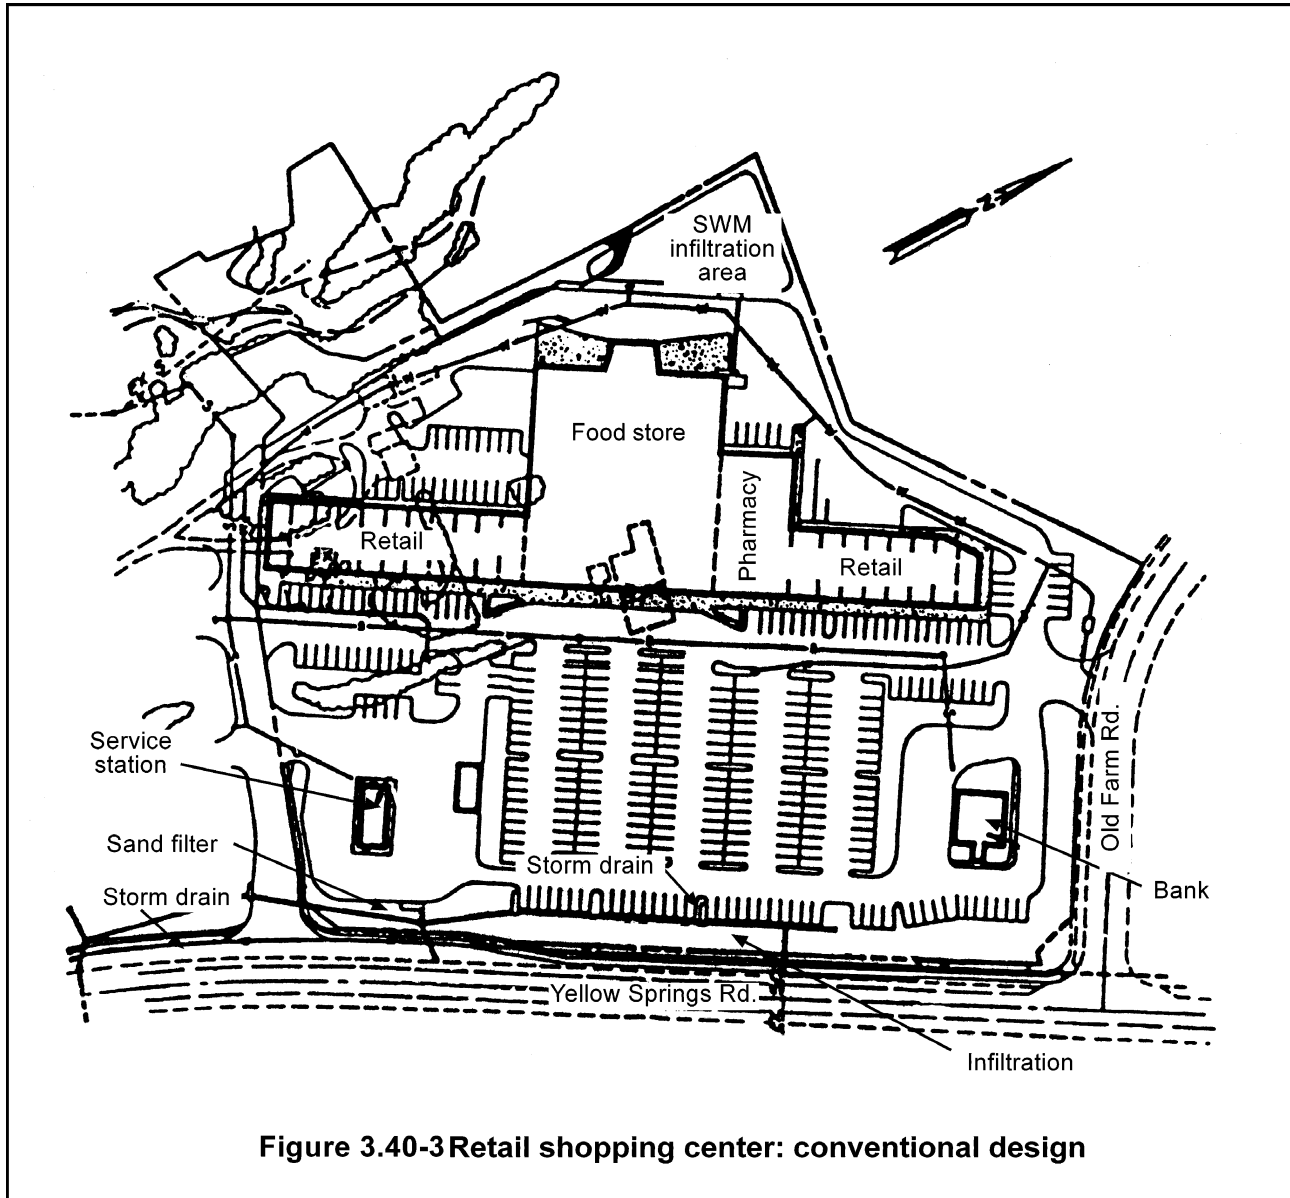 SWM
infiltration
area
N
Food store
Pharmacy
Retail
Retail
Service
station
Old Farm Rd.
Sand filter
Storm drain
Storm drain
Bank
Yellow Springs Rd.
Infiltration
Figure 3.40-3 Retail shopping center: conventional design